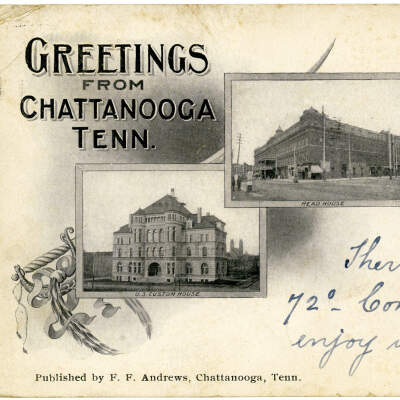 GREETINGS
FROM
CHATTANOOGA
TENN.
READ HOUSE
U.S. CUSTOM HOUSE
Ther
72° - Com
enjoy
Published by F. F. Andrews, Chattanooga, Tenn.